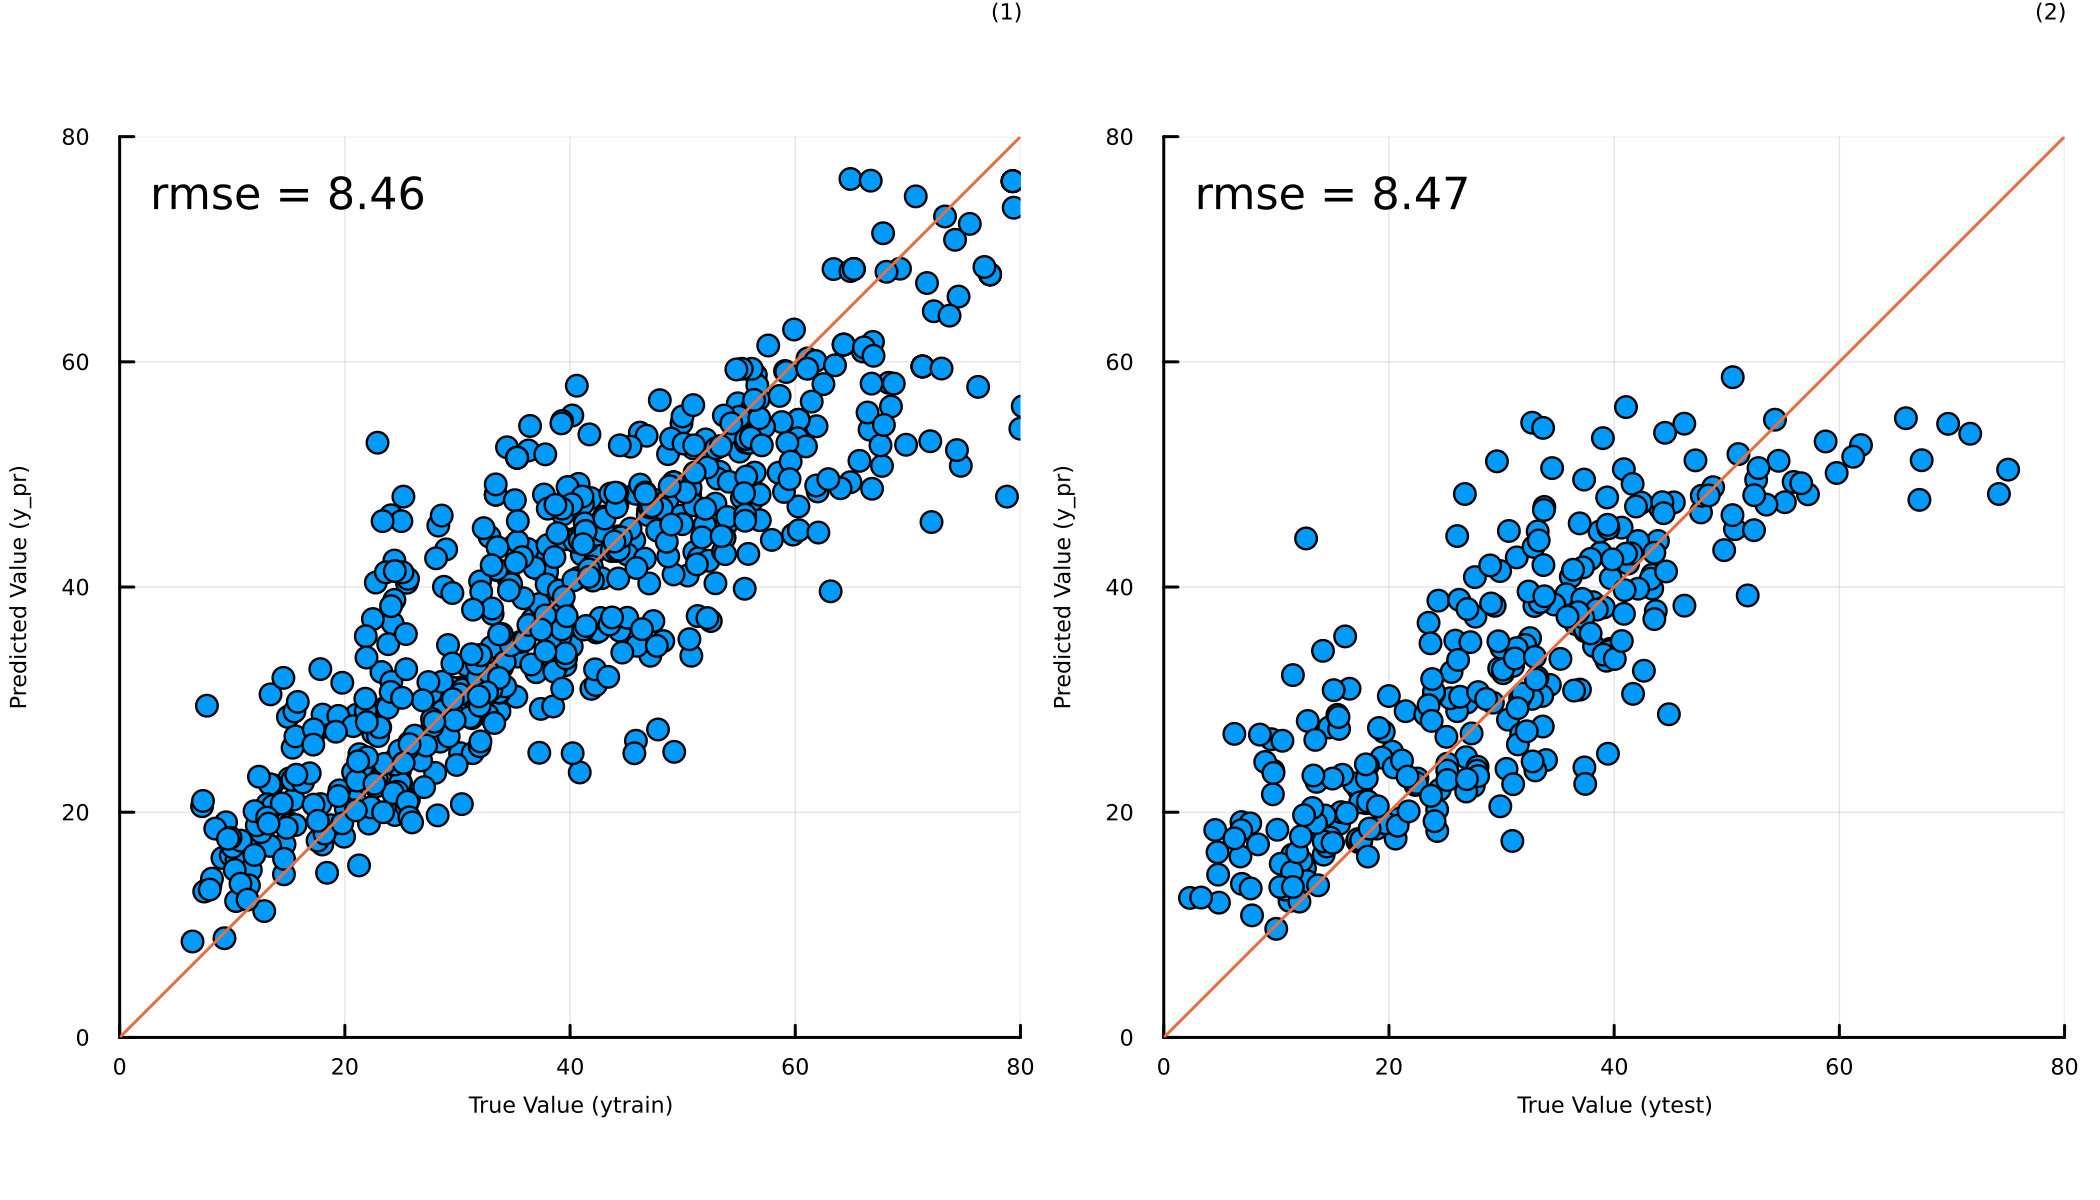 (1)
rmse = 8.46
Predicted Value (y_pr)
80
60
40
20
0
0 20 40 60 80
True Value (ytrain)
(2)
rmse = 8.47
Predicted Value (y_pr)
80
60
40
20
0
0 20 40 60 80
True Value (ytest)